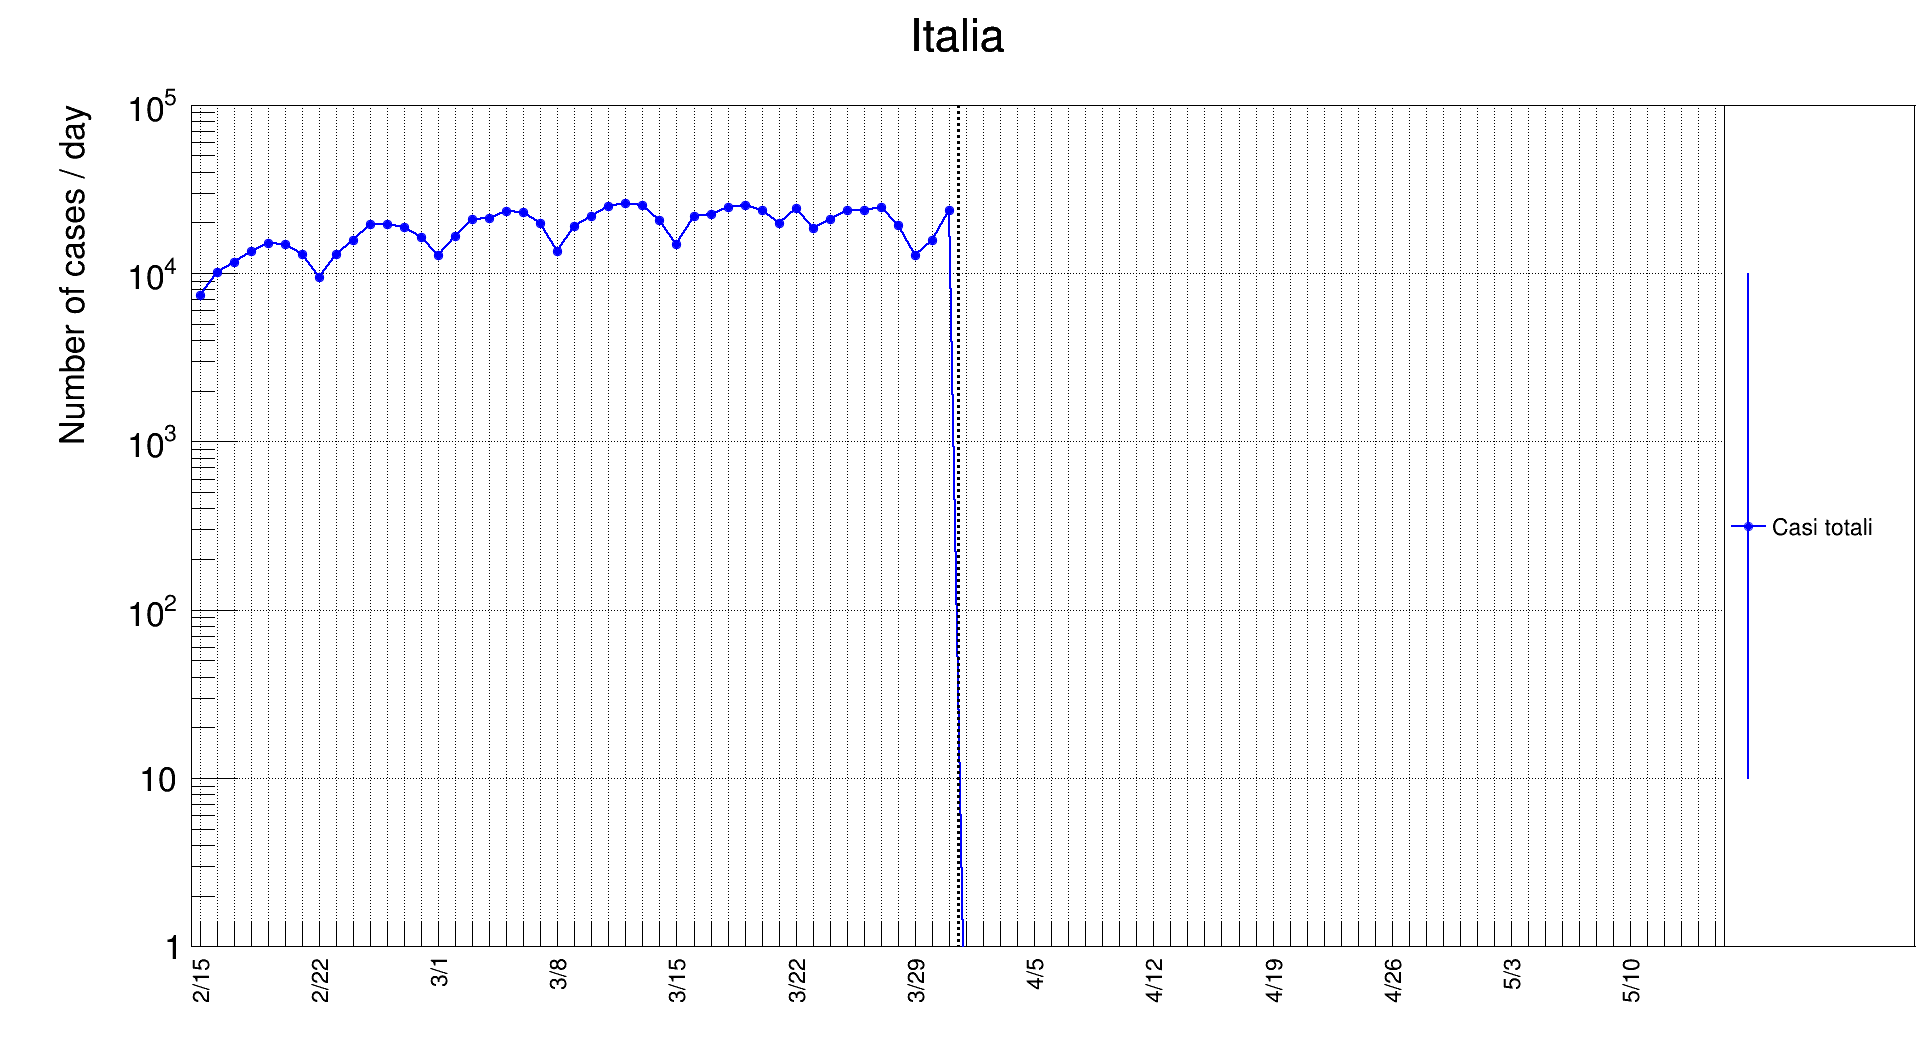 Italia
Number of cases / day
10^5
10^4
10^3
10^2
10
1
2/15 2/22 3/1 3/8 3/15 3/22 3/29 4/5 4/12 4/19 4/26 5/3 5/10
Casi totali